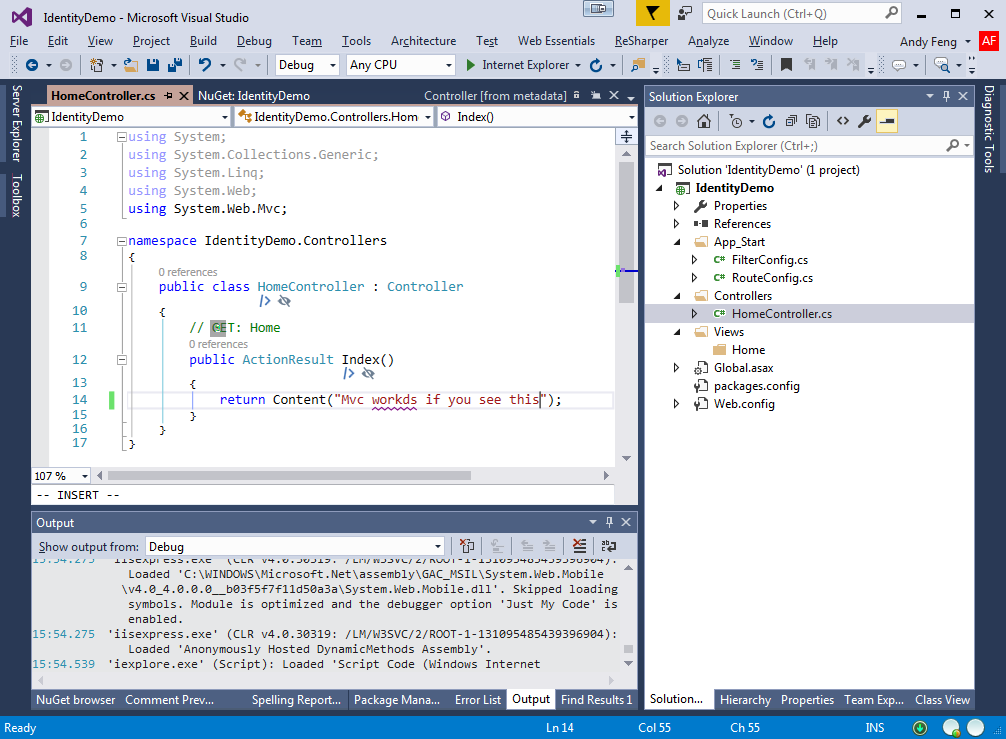 IdentityDemo - Microsoft Visual Studio
Quick Launch (Ctrl+Q)
File Edit View Project Build Debug Team Tools Architecture Test Web Essentials ReSharper Analyze Window Help Andy Feng AF
Debug Any CPU Internet Explorer
Server Explorer
Toolbox
HomeController.cs NuGet: IdentityDemo Controller [from metadata]
IdentityDemo IdentityDemo.Controllers.Hom Index()
1 using System;
2 using System.Collections.Generic;
3 using System.Linq;
4 using System.Web;
5 using System.Web.Mvc;
6
7 namespace IdentityDemo.Controllers
8 {
0 references
9 public class HomeController : Controller
10 {
11 // GET: Home
0 references
12 public ActionResult Index()
13 {
14 return Content("Mvc workds if you see this");
15 }
16 }
17 }
107 %
-- INSERT --
Output
Show output from: Debug
15:54.275 'iisexpress.exe' (CLR v4.0.30319: /LM/W3SVC/2/ROOT-1-131095485439396904):
Loaded 'C:\WINDOWS\Microsoft.Net\assembly\GAC_MSIL\System.Web.Mobile
\v4.0_4.0.0.0__b03f5f7f11d50a3a\System.Web.Mobile.dll'. Skipped loading
symbols. Module is optimized and the debugger option 'Just My Code' is
enabled.
15:54.275 'iisexpress.exe' (CLR v4.0.30319: /LM/W3SVC/2/ROOT-1-131095485439396904):
Loaded 'Anonymously Hosted DynamicMethods Assembly'.
15:54.539 'iexplore.exe' (Script): Loaded 'Script Code (Windows Internet
NuGet browser Comment Prev... Spelling Report... Package Mana... Error List Output Find Results 1
Solution Explorer
Search Solution Explorer (Ctrl+;)
Solution 'IdentityDemo' (1 project)
IdentityDemo
Properties
References
App_Start
C# FilterConfig.cs
C# RouteConfig.cs
Controllers
C# HomeController.cs
Views
Home
Global.asax
packages.config
Web.config
Solution... Hierarchy Properties Team Exp... Class View
Diagnostic Tools
Ready Ln 14 Col 55 Ch 55 INS